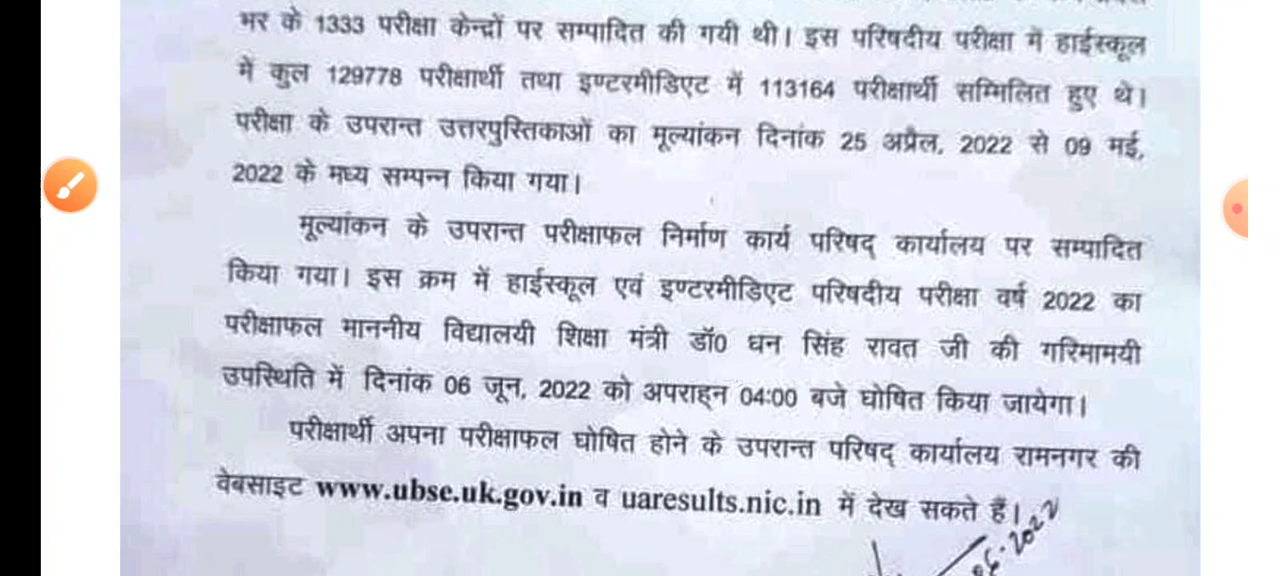 भर के 1333 परीक्षा केन्द्रों पर सम्पादित की गयी थी। इस परिषदीय परीक्षा में हाईस्कूल
में कुल 129778 परीक्षार्थी तथा इण्टरमीडिएट में 113164 परीक्षार्थी सम्मिलित हुए थे।
परीक्षा के उपरान्त उत्तरपुस्तिकाओं का मूल्यांकन दिनांक 25 अप्रैल, 2022 से 09 मई,
2022 के मध्य सम्पन्न किया गया।
मूल्यांकन के उपरान्त परीक्षाफल निर्माण कार्य परिषद् कार्यालय पर सम्पादित
किया गया। इस क्रम में हाईस्कूल एवं इण्टरमीडिएट परिषदीय परीक्षा वर्ष 2022 का
परीक्षाफल माननीय विद्यालयी शिक्षा मंत्री डॉ0 धन सिंह रावत जी की गरिमामयी
उपस्थिति में दिनांक 06 जून, 2022 को अपराह्न 04:00 बजे घोषित किया जायेगा।
परीक्षार्थी अपना परीक्षाफल घोषित होने के उपरान्त परिषद् कार्यालय रामनगर की
वेबसाइट www.ubse.uk.gov.in व uaresults.nic.in में देख सकते हैं।